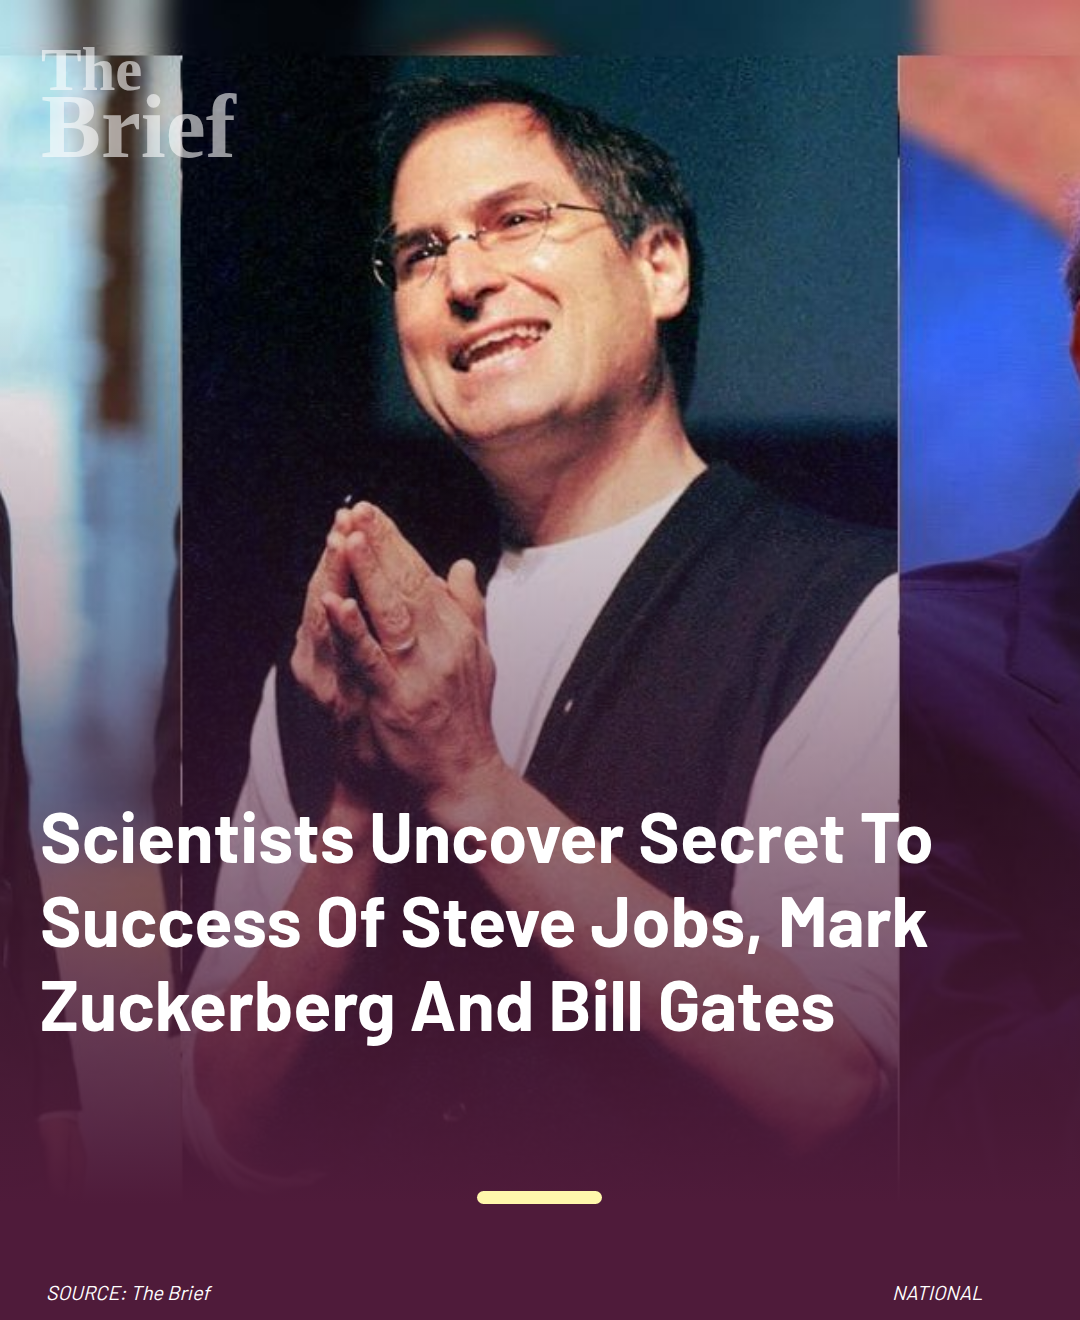 The
Brief
Scientists Uncover Secret To
Success Of Steve Jobs, Mark
Zuckerberg And Bill Gates
SOURCE: The Brief
NATIONAL